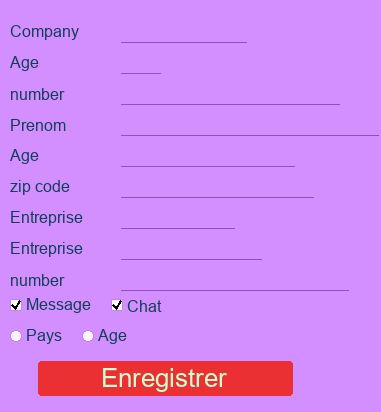 Company
Age
number
Prenom
Age
zip code
Entreprise
Entreprise
number
Message Chat
Pays Age
Enregistrer